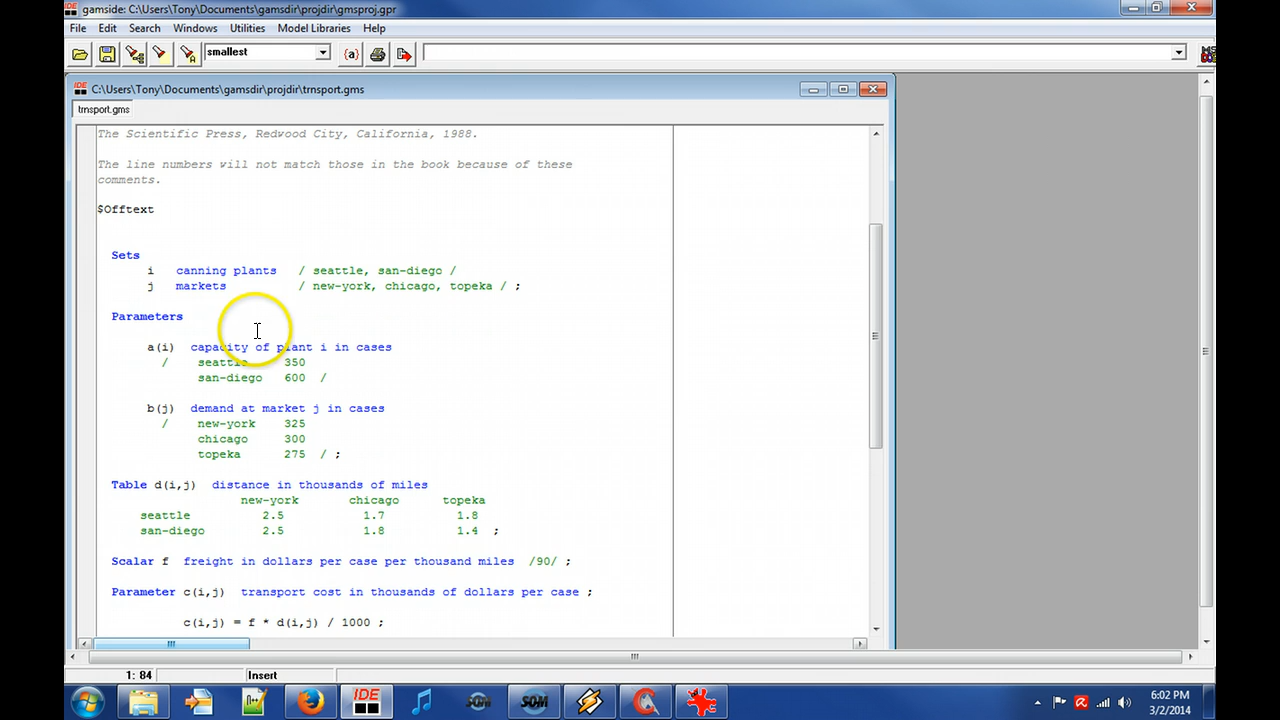 gamside: C:\Users\Tony\Documents\gamsdir\projdir\gmsproj.gpr
File Edit Search Windows Utilities Model Libraries Help
smallest {a}
IDE C:\Users\Tony\Documents\gamsdir\projdir\trnsport.gms
trnsport.gms
The Scientific Press, Redwood City, California, 1988.
The line numbers will not match those in the book because of these
comments.
$Offtext
Sets
i canning plants / seattle, san-diego /
j markets / new-york, chicago, topeka / ;
Parameters
a(i) capacity of plant i in cases
/ seattle 350
san-diego 600 /
b(j) demand at market j in cases
/ new-york 325
chicago 300
topeka 275 / ;
Table d(i,j) distance in thousands of miles
new-york chicago topeka
seattle 2.5 1.7 1.8
san-diego 2.5 1.8 1.4 ;
Scalar f freight in dollars per case per thousand miles /90/ ;
Parameter c(i,j) transport cost in thousands of dollars per case ;
c(i,j) = f * d(i,j) / 1000 ;
1: 84 Insert
IDE SDM 6:02 PM
3/2/2014